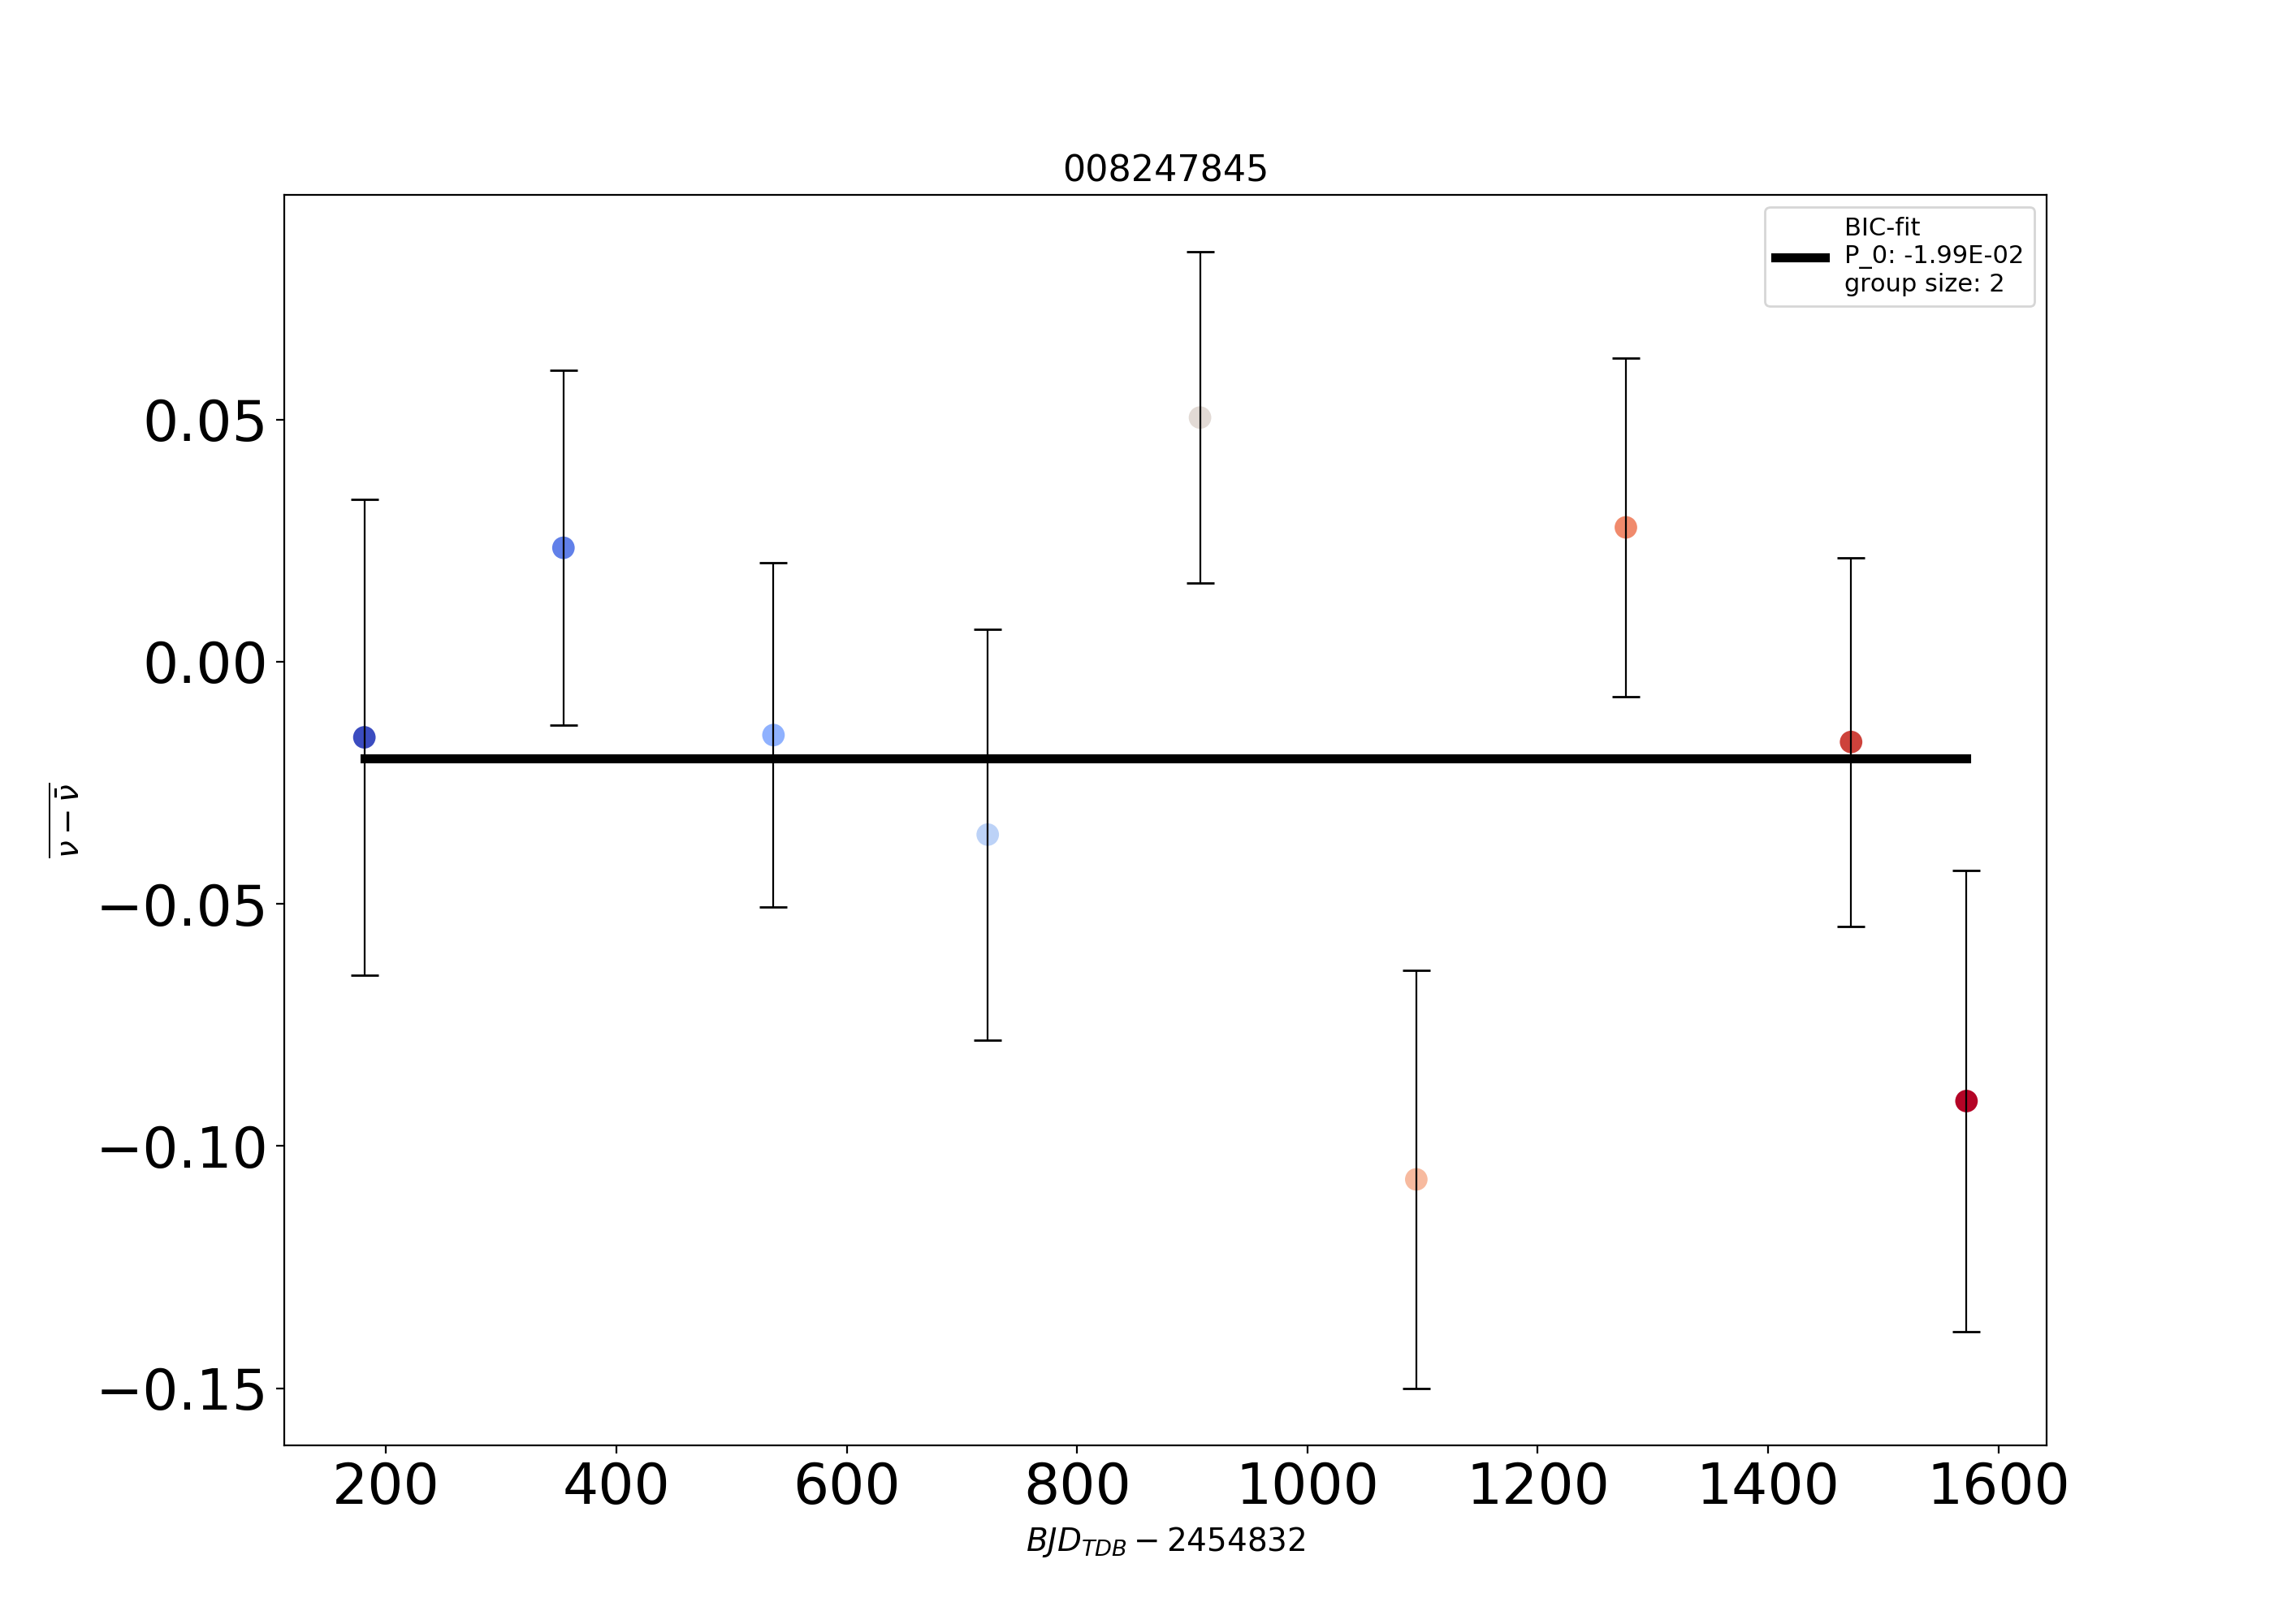 008247845
BIC-fit
P_0: -1.99E-02
group size: 2
0.05
0.00
−0.05
−0.10
−0.15
ν − ν̄
200 400 600 800 1000 1200 1400 1600
BJD_TDB − 2454832